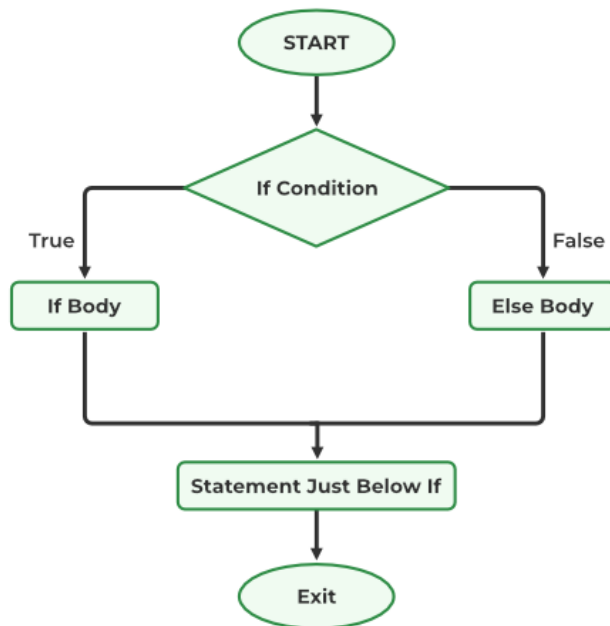 START
If Condition
True
False
If Body
Else Body
Statement Just Below If
Exit